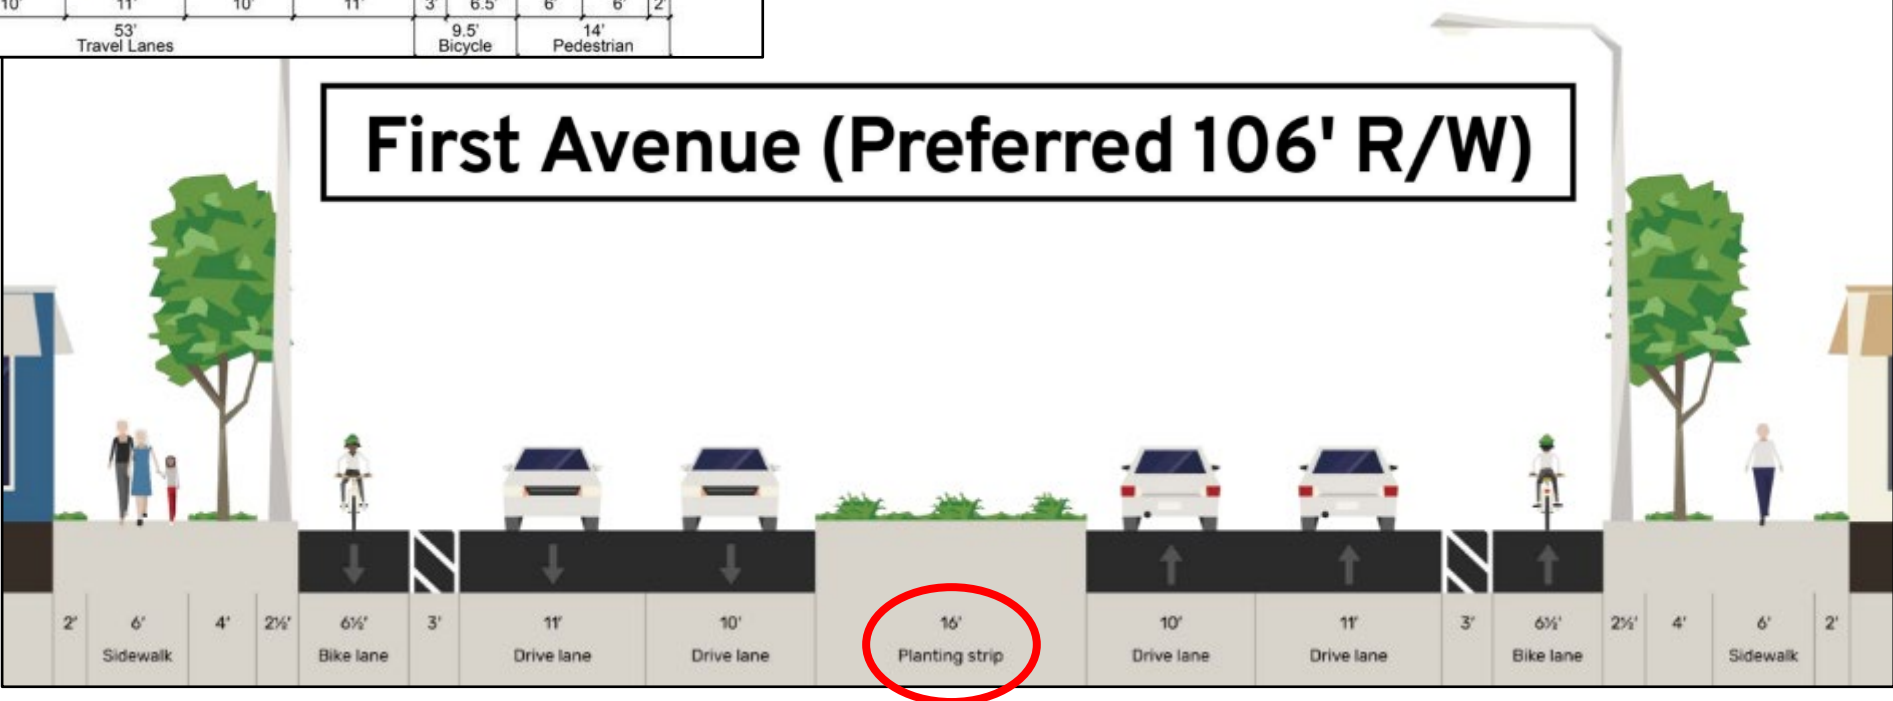 10' 11' 10' 11' 3' 6.5' 6' 6' 2'
53' 9.5' 14'
Travel Lanes Bicycle Pedestrian
First Avenue (Preferred 106' R/W)
2' 6' 4' 2½' 6½' 3' 11' 10' 16' 10' 11' 3' 6½' 2½' 4' 6' 2'
Sidewalk Bike lane Drive lane Drive lane Planting strip Drive lane Drive lane Bike lane Sidewalk